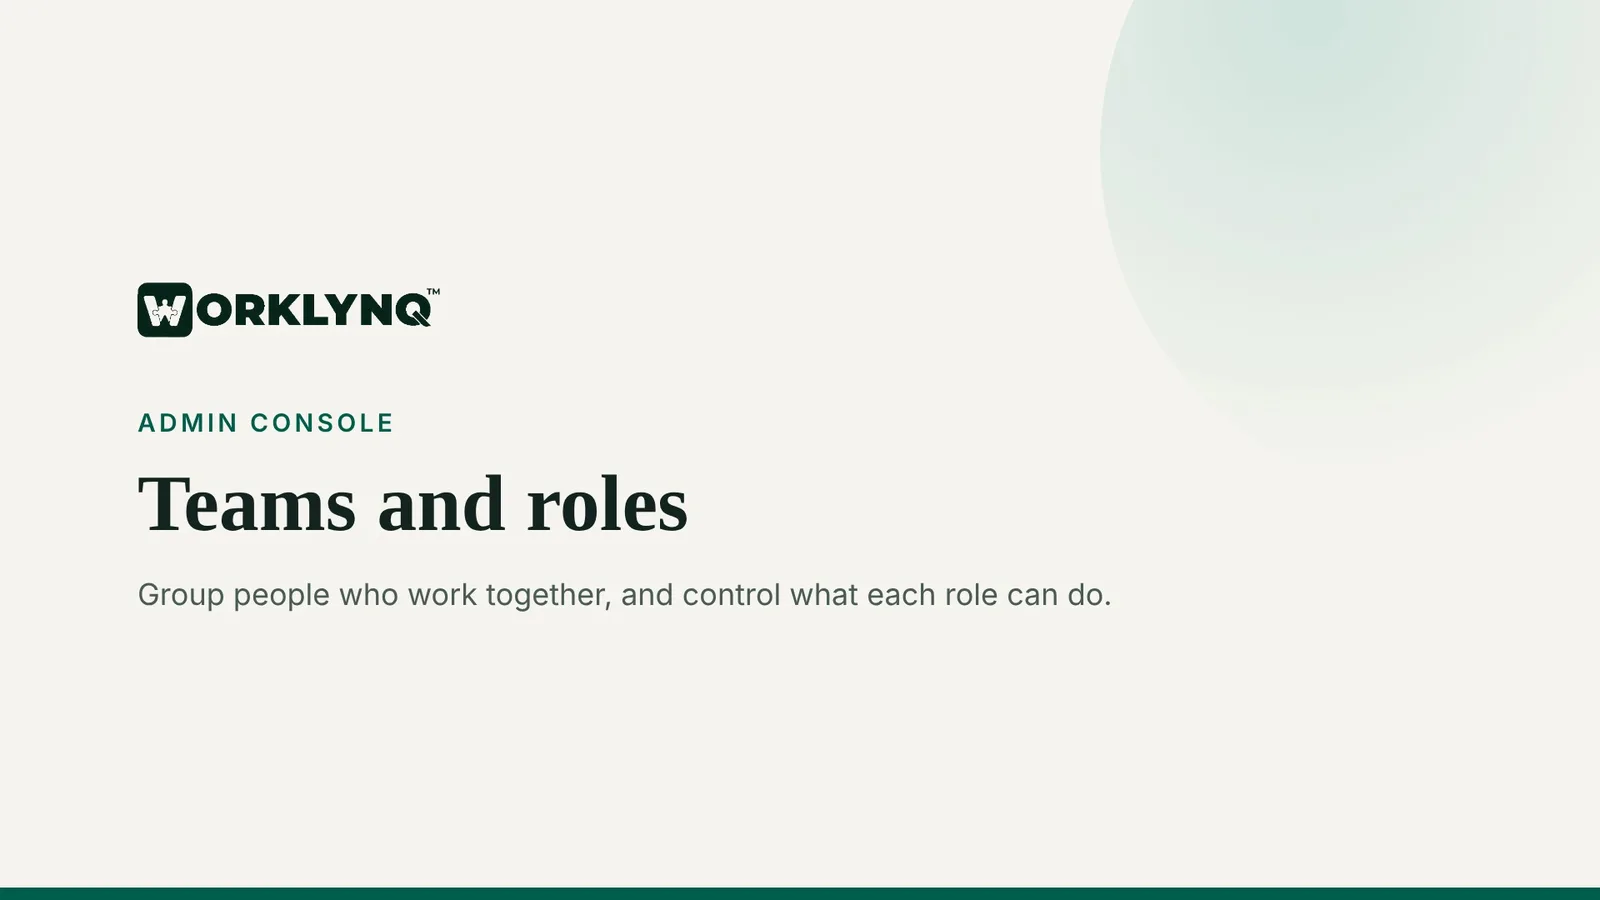 WORKLYNQ™
ADMIN CONSOLE
Teams and roles
Group people who work together, and control what each role can do.